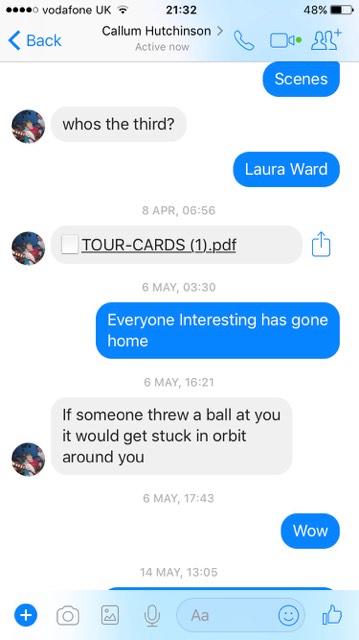 vodafone UK
21:32
48%
Back
Callum Hutchinson
Active now
Scenes
whos the third?
Laura Ward
8 APR, 06:56
TOUR-CARDS (1).pdf
6 MAY, 03:30
Everyone Interesting has gone
home
6 MAY, 16:21
If someone threw a ball at you
it would get stuck in orbit
around you
6 MAY, 17:43
Wow
14 MAY, 13:05
Aa